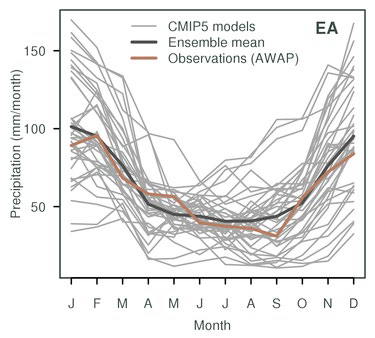 CMIP5 models
Ensemble mean
Observations (AWAP)
EA
Precipitation (mm/month)
150
100
50
J F M A M J J A S O N D
Month